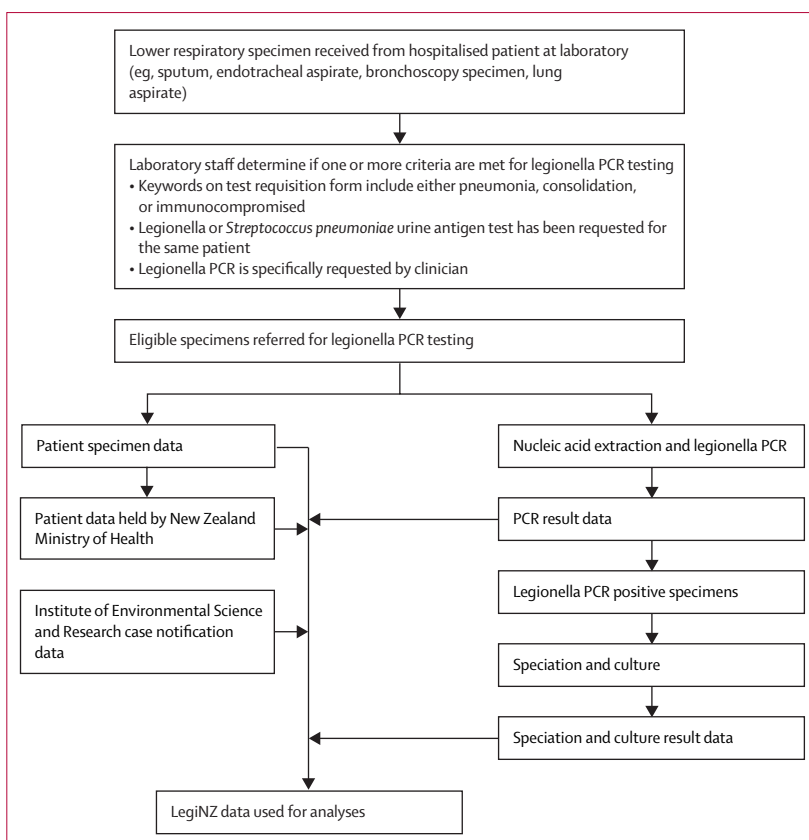 Lower respiratory specimen received from hospitalised patient at laboratory
(eg, sputum, endotracheal aspirate, bronchoscopy specimen, lung
aspirate)
Laboratory staff determine if one or more criteria are met for legionella PCR testing
• Keywords on test requisition form include either pneumonia, consolidation,
or immunocompromised
• Legionella or Streptococcus pneumoniae urine antigen test has been requested for
the same patient
• Legionella PCR is specifically requested by clinician
Eligible specimens referred for legionella PCR testing
Patient specimen data
Nucleic acid extraction and legionella PCR
Patient data held by New Zealand
Ministry of Health
PCR result data
Legionella PCR positive specimens
Institute of Environmental Science
and Research case notification
data
Speciation and culture
Speciation and culture result data
LegiNZ data used for analyses